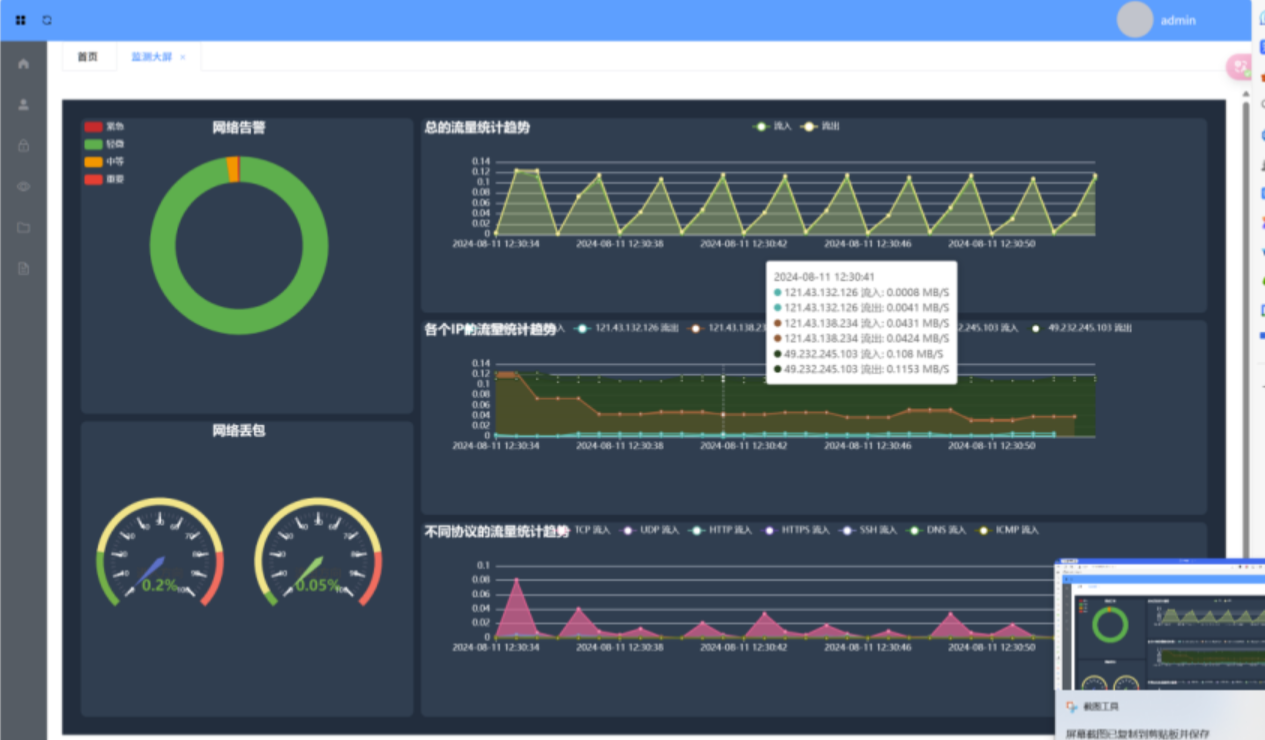 admin
首页
监测大屏 ×
紧急
轻微
中等
重要
网络告警
总的流量统计趋势
流入 流出
0.14
0.12
0.1
0.08
0.06
0.04
0.02
0
2024-08-11 12:30:34 2024-08-11 12:30:38 2024-08-11 12:30:42 2024-08-11 12:30:46 2024-08-11 12:30:50
2024-08-11 12:30:41
121.43.132.126 流入: 0.0008 MB/S
121.43.132.126 流出: 0.0041 MB/S
121.43.138.234 流入: 0.0431 MB/S
121.43.138.234 流出: 0.0424 MB/S
49.232.245.103 流入: 0.108 MB/S
49.232.245.103 流出: 0.1153 MB/S
各个IP的流量统计趋势
121.43.132.126 流出 121.43.138.23 2.245.103 流入 49.232.245.103 流出
0.14
0.12
0.1
0.08
0.06
0.04
0.02
0
2024-08-11 12:30:34 2024-08-11 12:30:38 2024-08-11 12:30:42 2024-08-11 12:30:46 2024-08-11 12:30:50
网络丢包
0.2%
0.05%
不同协议的流量统计趋势
TCP 流入 UDP 流入 HTTP 流入 HTTPS 流入 SSH 流入 DNS 流入 ICMP 流入
0.1
0.08
0.06
0.04
0.02
0
2024-08-11 12:30:34 2024-08-11 12:30:38 2024-08-11 12:30:42 2024-08-11 12:30:46 2024-08-11 12:30:50
截图工具
屏幕截图已复制到剪贴板并保存